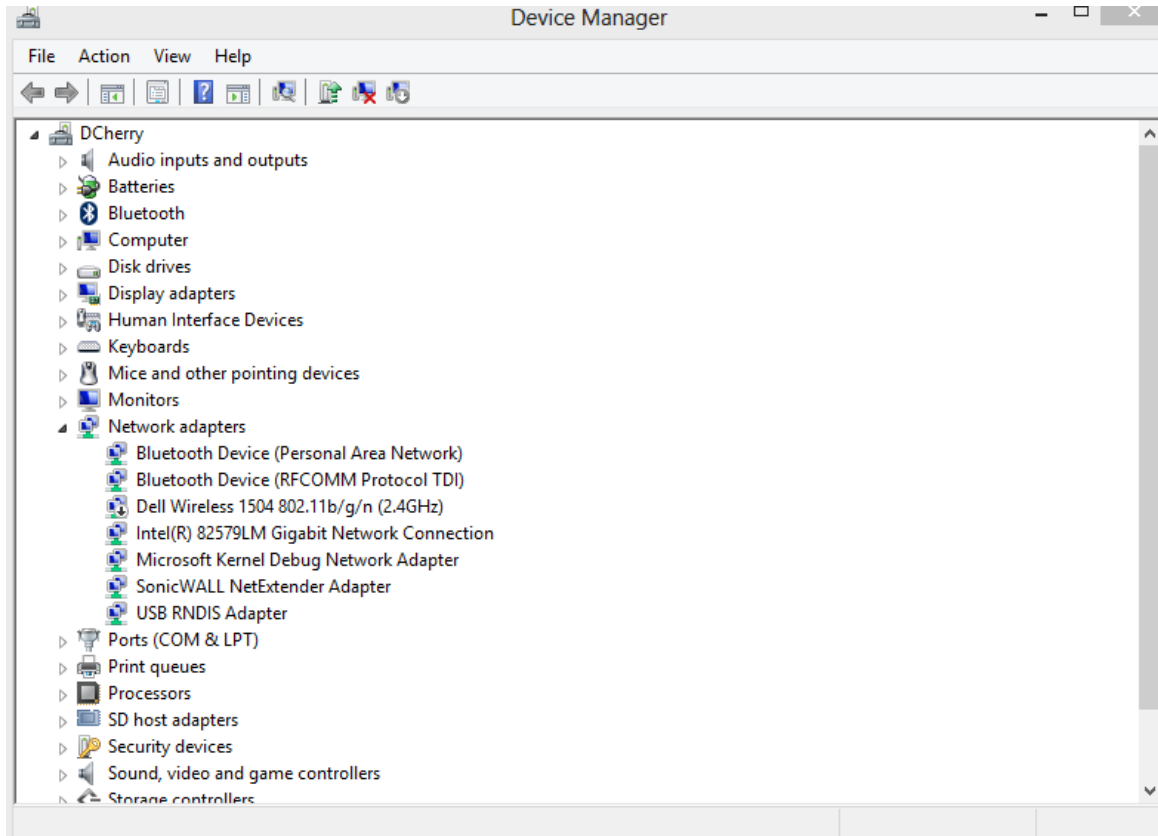 Device Manager
File Action View Help
DCherry
Audio inputs and outputs
Batteries
Bluetooth
Computer
Disk drives
Display adapters
Human Interface Devices
Keyboards
Mice and other pointing devices
Monitors
Network adapters
Bluetooth Device (Personal Area Network)
Bluetooth Device (RFCOMM Protocol TDI)
Dell Wireless 1504 802.11b/g/n (2.4GHz)
Intel(R) 82579LM Gigabit Network Connection
Microsoft Kernel Debug Network Adapter
SonicWALL NetExtender Adapter
USB RNDIS Adapter
Ports (COM & LPT)
Print queues
Processors
SD host adapters
Security devices
Sound, video and game controllers
Storage controllers